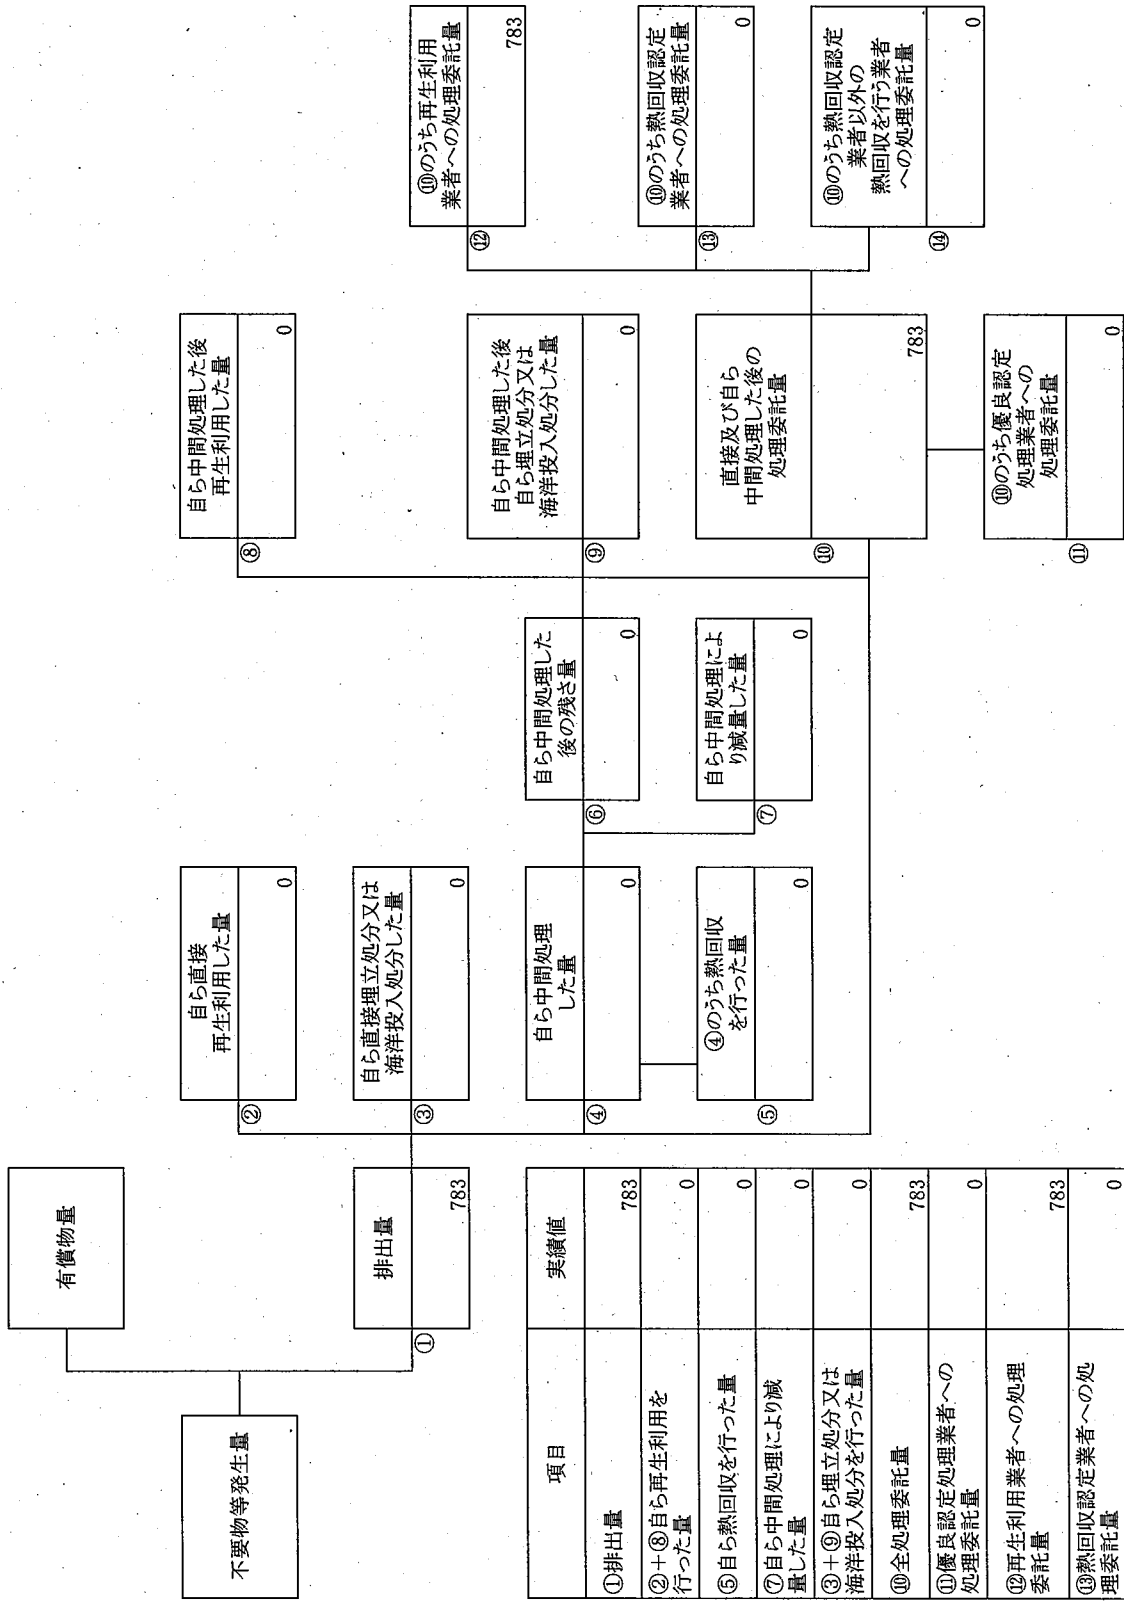 不要物等発生量
有償物量
排出量
①
783
自ら直接
再生利用した量
②
0
自ら直接埋立処分又は
海洋投入処分した量
③
0
自ら中間処理
した量
④
0
④のうち熱回収
を行った量
⑤
0
自ら中間処理した
後の残さ量
⑥
0
自ら中間処理によ
り減量した量
⑦
0
自ら中間処理した後
再生利用した量
⑧
0
自ら中間処理した後
自ら埋立処分又は
海洋投入処分した量
⑨
0
直接及び自ら
中間処理した後の
処理委託量
⑩
783
⑩のうち優良認定
処理業者への
処理委託量
⑪
0
⑩のうち再生利用
業者への処理委託量
⑫
783
⑩のうち熱回収認定
業者への処理委託量
⑬
0
⑩のうち熱回収認定
業者以外の
熱回収を行う業者
への処理委託量
⑭
0
項目 実績値
①排出量 783
②+⑧自ら再生利用を
行った量 0
⑤自ら熱回収を行った量 0
⑦自ら中間処理により減
量した量 0
③+⑨自ら埋立処分又は
海洋投入処分を行った量 0
⑩全処理委託量 783
⑪優良認定処理業者への
処理委託量 0
⑫再生利用業者への処理
委託量 783
⑬熱回収認定業者への処
理委託量 0